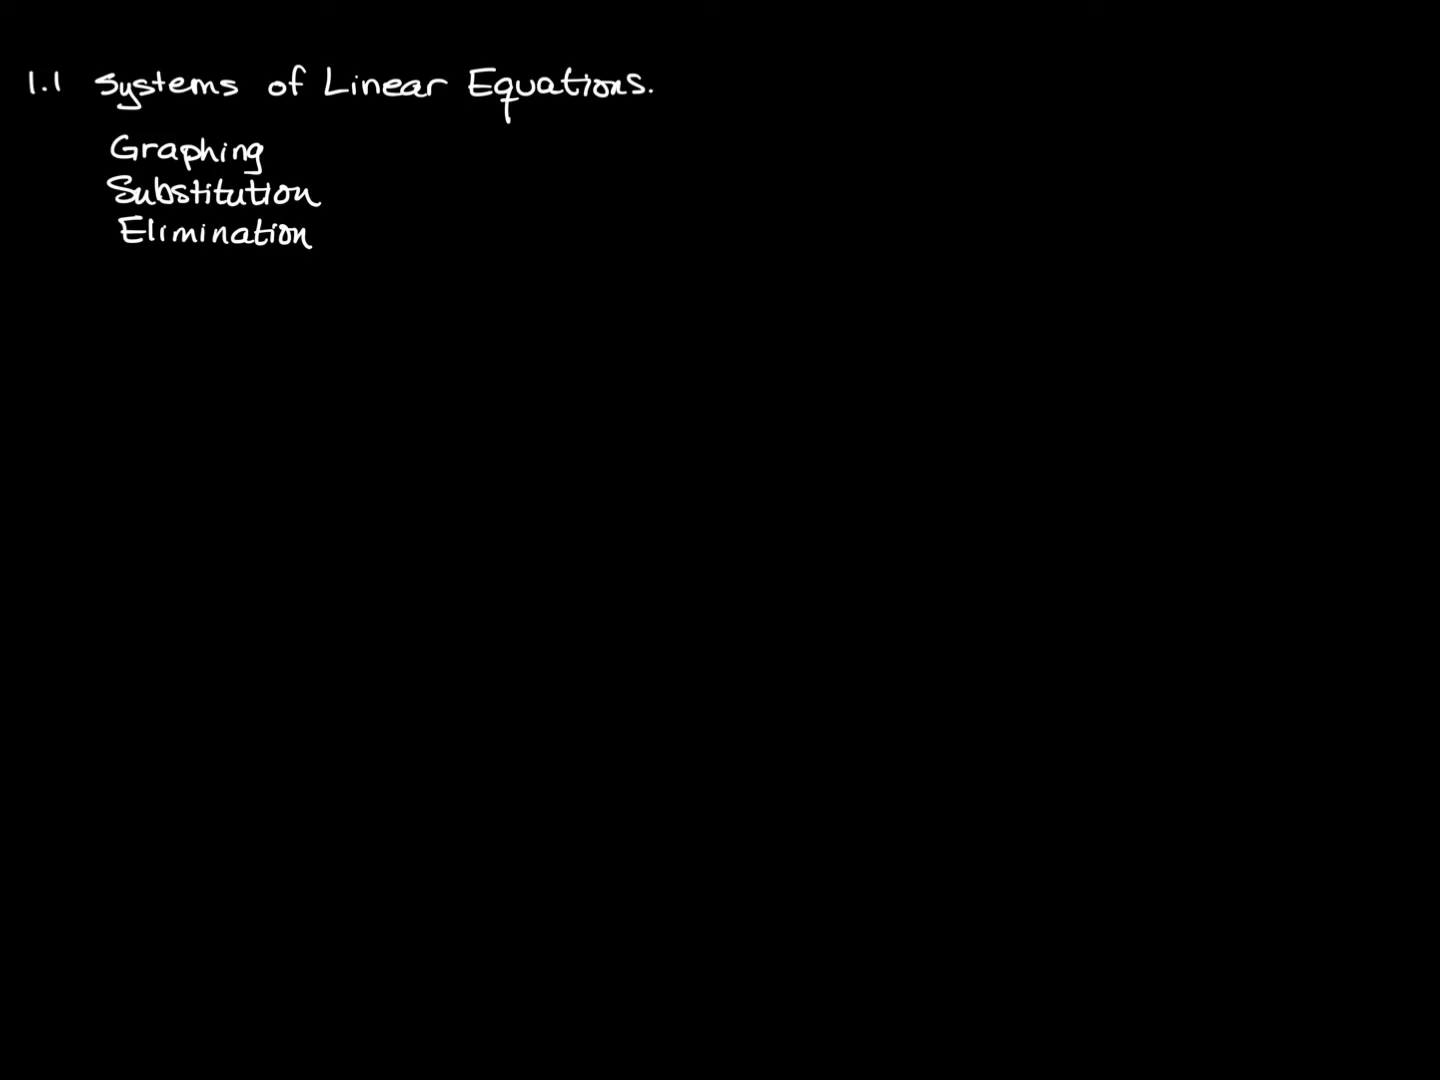 1.1 Systems of Linear Equations.
Graphing
Substitution
Elimination